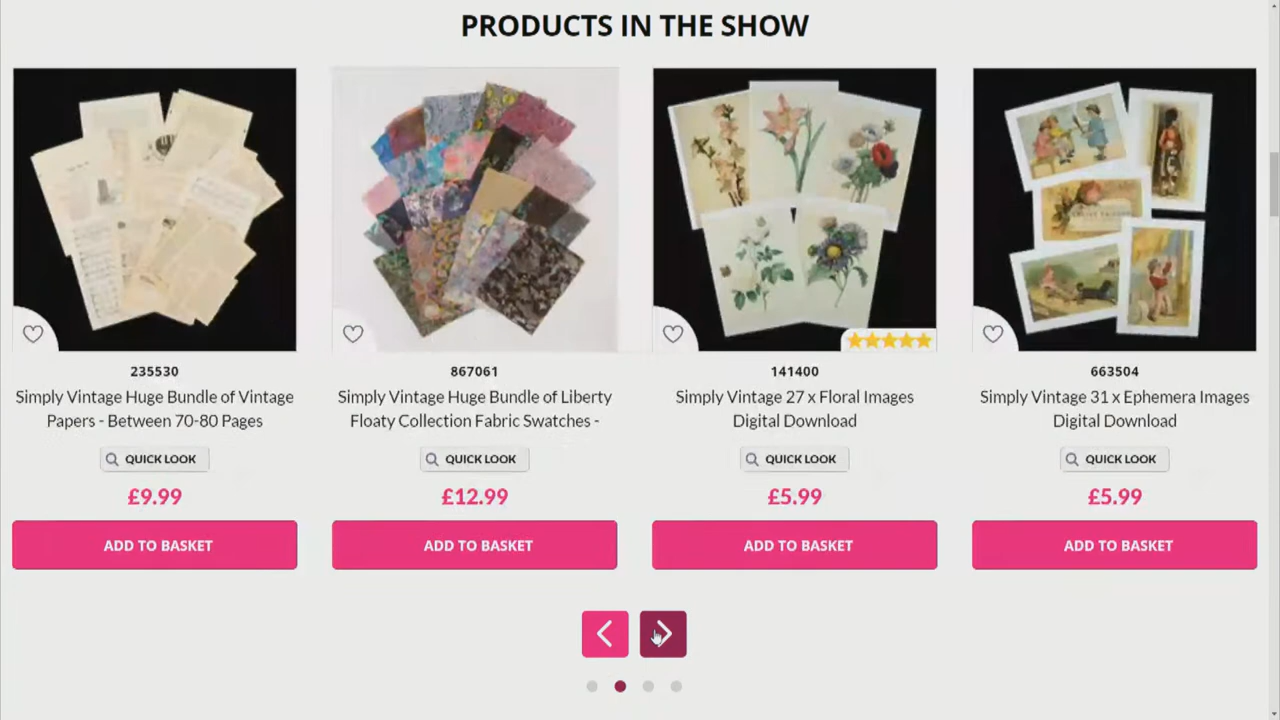 PRODUCTS IN THE SHOW
235530
Simply Vintage Huge Bundle of Vintage
Papers - Between 70-80 Pages
QUICK LOOK
£9.99
ADD TO BASKET
867061
Simply Vintage Huge Bundle of Liberty
Floaty Collection Fabric Swatches -
QUICK LOOK
£12.99
ADD TO BASKET
141400
Simply Vintage 27 x Floral Images
Digital Download
QUICK LOOK
£5.99
ADD TO BASKET
663504
Simply Vintage 31 x Ephemera Images
Digital Download
QUICK LOOK
£5.99
ADD TO BASKET